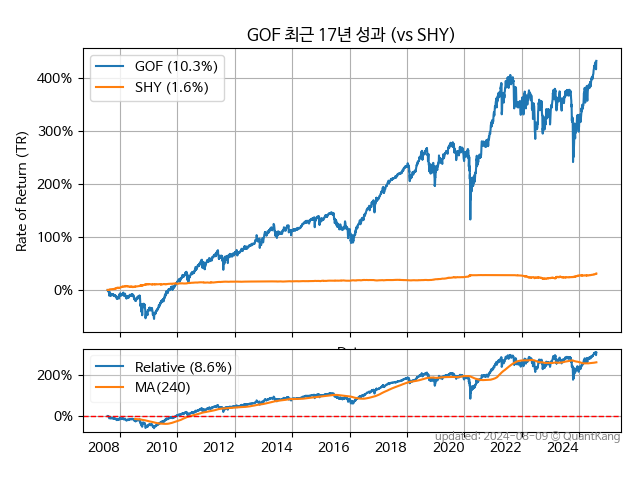 GOF 최근 17년 성과 (vs SHY)
GOF (10.3%)
SHY (1.6%)
Rate of Return (TR)
400%
300%
200%
100%
0%
Relative (8.6%)
MA(240)
200%
0%
2008 2010 2012 2014 2016 2018 2020 2022 2024
updated: 2024-08-09 © QuantKang